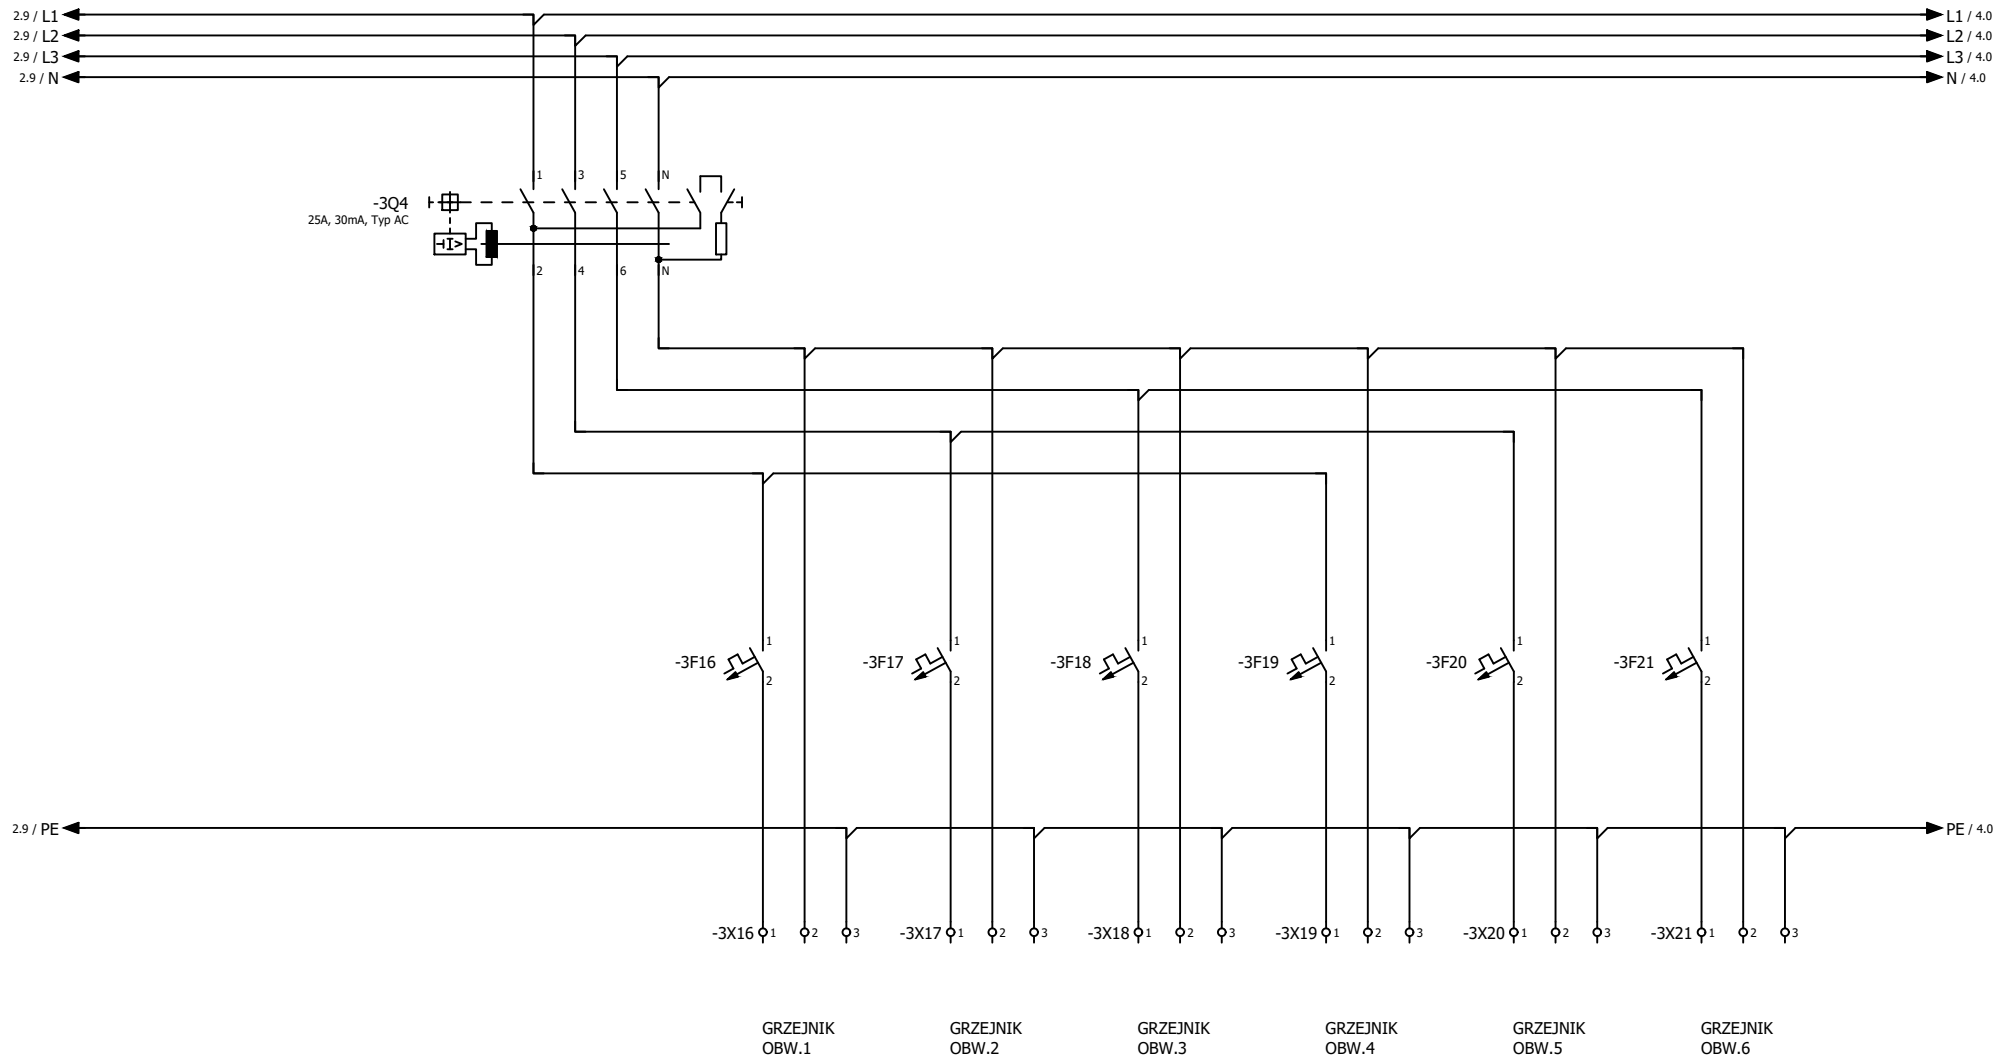 2.9 / L1
L1 / 4.0
2.9 / L2
L2 / 4.0
2.9 / L3
L3 / 4.0
2.9 / N
N / 4.0
1 3 5 N
-3Q4
25A, 30mA, Typ AC
I>
2 4 6 N
1 1 1 1 1 1
-3F16 -3F17 -3F18 -3F19 -3F20 -3F21
2 2 2 2 2 2
2.9 / PE
PE / 4.0
-3X16 1 2 3 -3X17 1 2 3 -3X18 1 2 3 -3X19 1 2 3 -3X20 1 2 3 -3X21 1 2 3
GRZEJNIK
OBW.1
GRZEJNIK
OBW.2
GRZEJNIK
OBW.3
GRZEJNIK
OBW.4
GRZEJNIK
OBW.5
GRZEJNIK
OBW.6